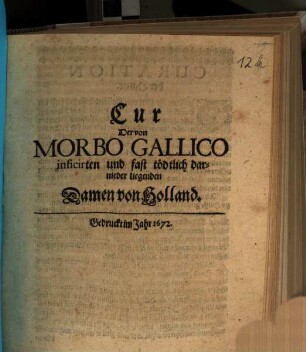 12 k
Cur
Der von
MORBO GALLICO
inficirten und fast tödtlich dar-
nieder liegenden
Damen von Holland.
Gedruckt im Jahr 1672.